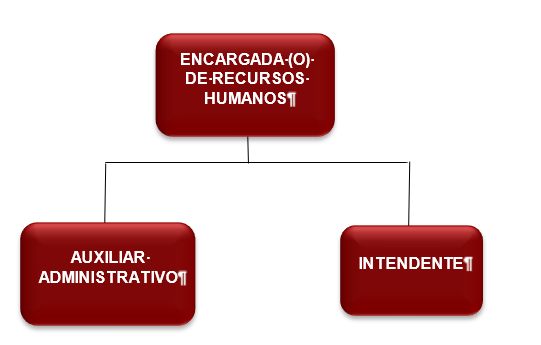 ENCARGADA·(O)·
DE·RECURSOS·
HUMANOS¶
AUXILIAR·
ADMINISTRATIVO¶
INTENDENTE¶